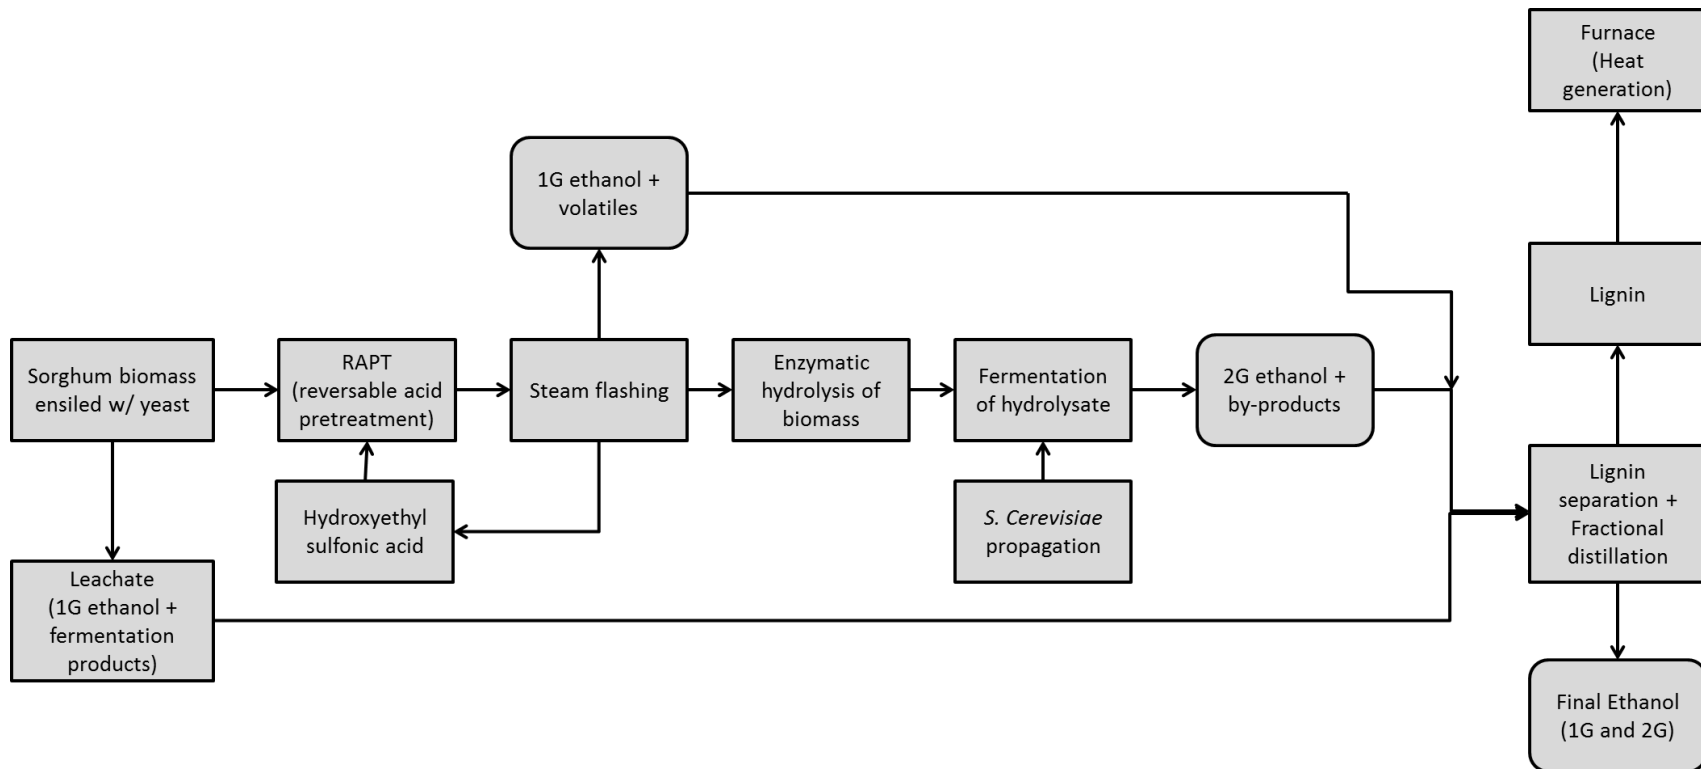 Furnace
(Heat
generation)
1G ethanol +
volatiles
Lignin
Sorghum biomass
ensiled w/ yeast
RAPT
(reversable acid
pretreatment)
Steam flashing
Enzymatic
hydrolysis of
biomass
Fermentation
of hydrolysate
2G ethanol +
by-products
Hydroxyethyl
sulfonic acid
S. Cerevisiae
propagation
Lignin
separation +
Fractional
distillation
Leachate
(1G ethanol +
fermentation
products)
Final Ethanol
(1G and 2G)